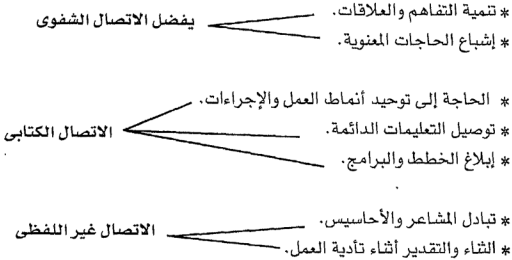 * تنمية التفاهم والعلاقات.
يفضل الاتصال الشفوى
* إشباع الحاجات المعنوية.
* الحاجة إلى توحيد أنماط العمل والإجراءات.
* توصيل التعليمات الدائمة.
الاتصال الكتابى
* إبلاغ الخطط والبرامج.
* تبادل المشاعر والأحاسيس.
الاتصال غير اللفظى
* الثناء والتقدير أثناء تأدية العمل.